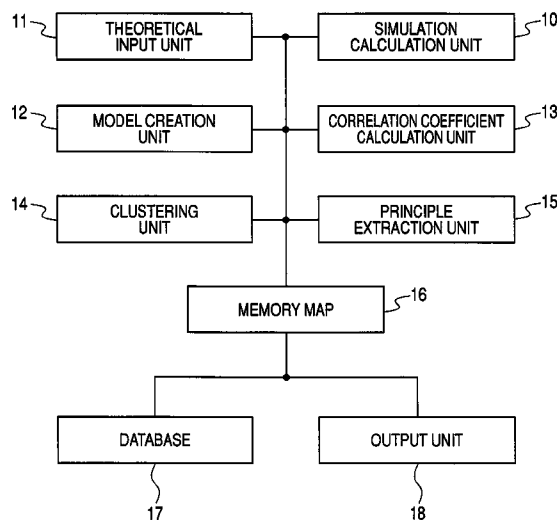 11
THEORETICAL
INPUT UNIT
SIMULATION
CALCULATION UNIT
10
12
MODEL CREATION
UNIT
CORRELATION COEFFICIENT
CALCULATION UNIT
13
14
CLUSTERING
UNIT
PRINCIPLE
EXTRACTION UNIT
15
MEMORY MAP
16
DATABASE
OUTPUT UNIT
17
18